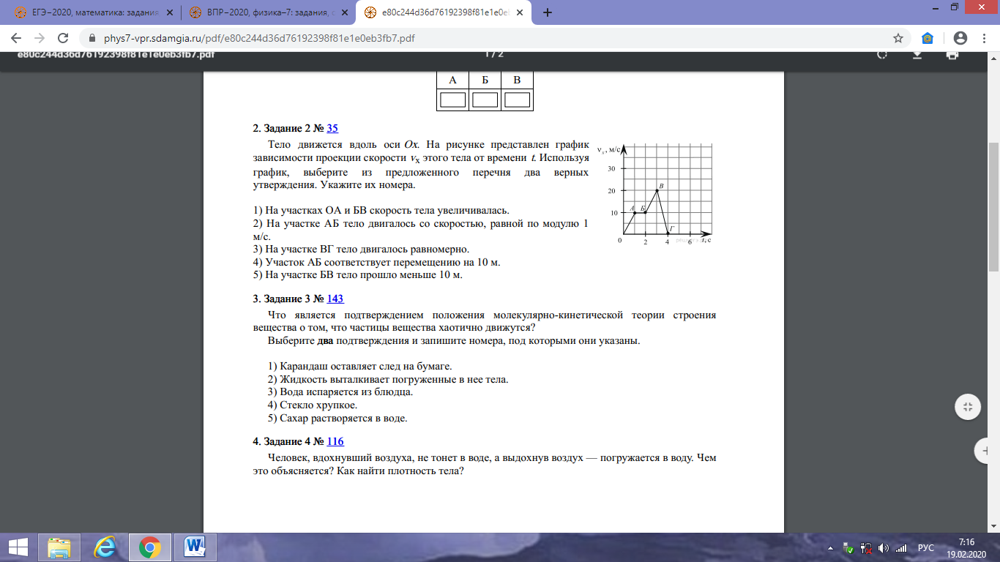 ЕГЭ–2020, математика: задания
ВПР–2020, физика–7: задания,
e80c244d36d76192398f81e1e0e
phys7-vpr.sdamgia.ru/pdf/e80c244d36d76192398f81e1e0eb3fb7.pdf
e80c244d36d76192398f81e1e0eb3fb7.pdf
1 / 2
А Б В
2. Задание 2 № 35
Тело движется вдоль оси Ox. На рисунке представлен график
зависимости проекции скорости vx этого тела от времени t. Используя
график, выберите из предложенного перечня два верных
утверждения. Укажите их номера.
1) На участках ОА и БВ скорость тела увеличивалась.
2) На участке АБ тело двигалось со скоростью, равной по модулю 1
м/с.
3) На участке ВГ тело двигалось равномерно.
4) Участок АБ соответствует перемещению на 10 м.
5) На участке БВ тело прошло меньше 10 м.
vx, м/с
30
20
10
0
2
4
6
t, с
А
Б
В
Г
3. Задание 3 № 143
Что является подтверждением положения молекулярно-кинетической теории строения
вещества о том, что частицы вещества хаотично движутся?
Выберите два подтверждения и запишите номера, под которыми они указаны.
1) Карандаш оставляет след на бумаге.
2) Жидкость выталкивает погруженные в нее тела.
3) Вода испаряется из блюдца.
4) Стекло хрупкое.
5) Сахар растворяется в воде.
4. Задание 4 № 116
Человек, вдохнувший воздуха, не тонет в воде, а выдохнув воздух — погружается в воду. Чем
это объясняется? Как найти плотность тела?
РУС
7:16
19.02.2020